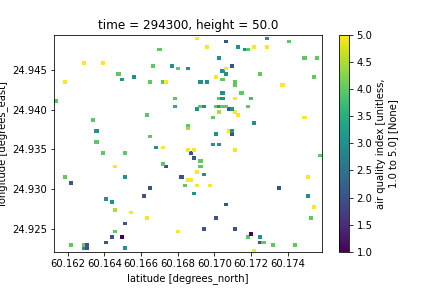 time = 294300, height = 50.0
24.945
24.940
24.935
24.930
24.925
longitude [degrees_east]
60.162 60.164 60.166 60.168 60.170 60.172 60.174
latitude [degrees_north]
5.0
4.5
4.0
3.5
3.0
2.5
2.0
1.5
1.0
air quality index [unitless,
1.0 to 5.0] [None]